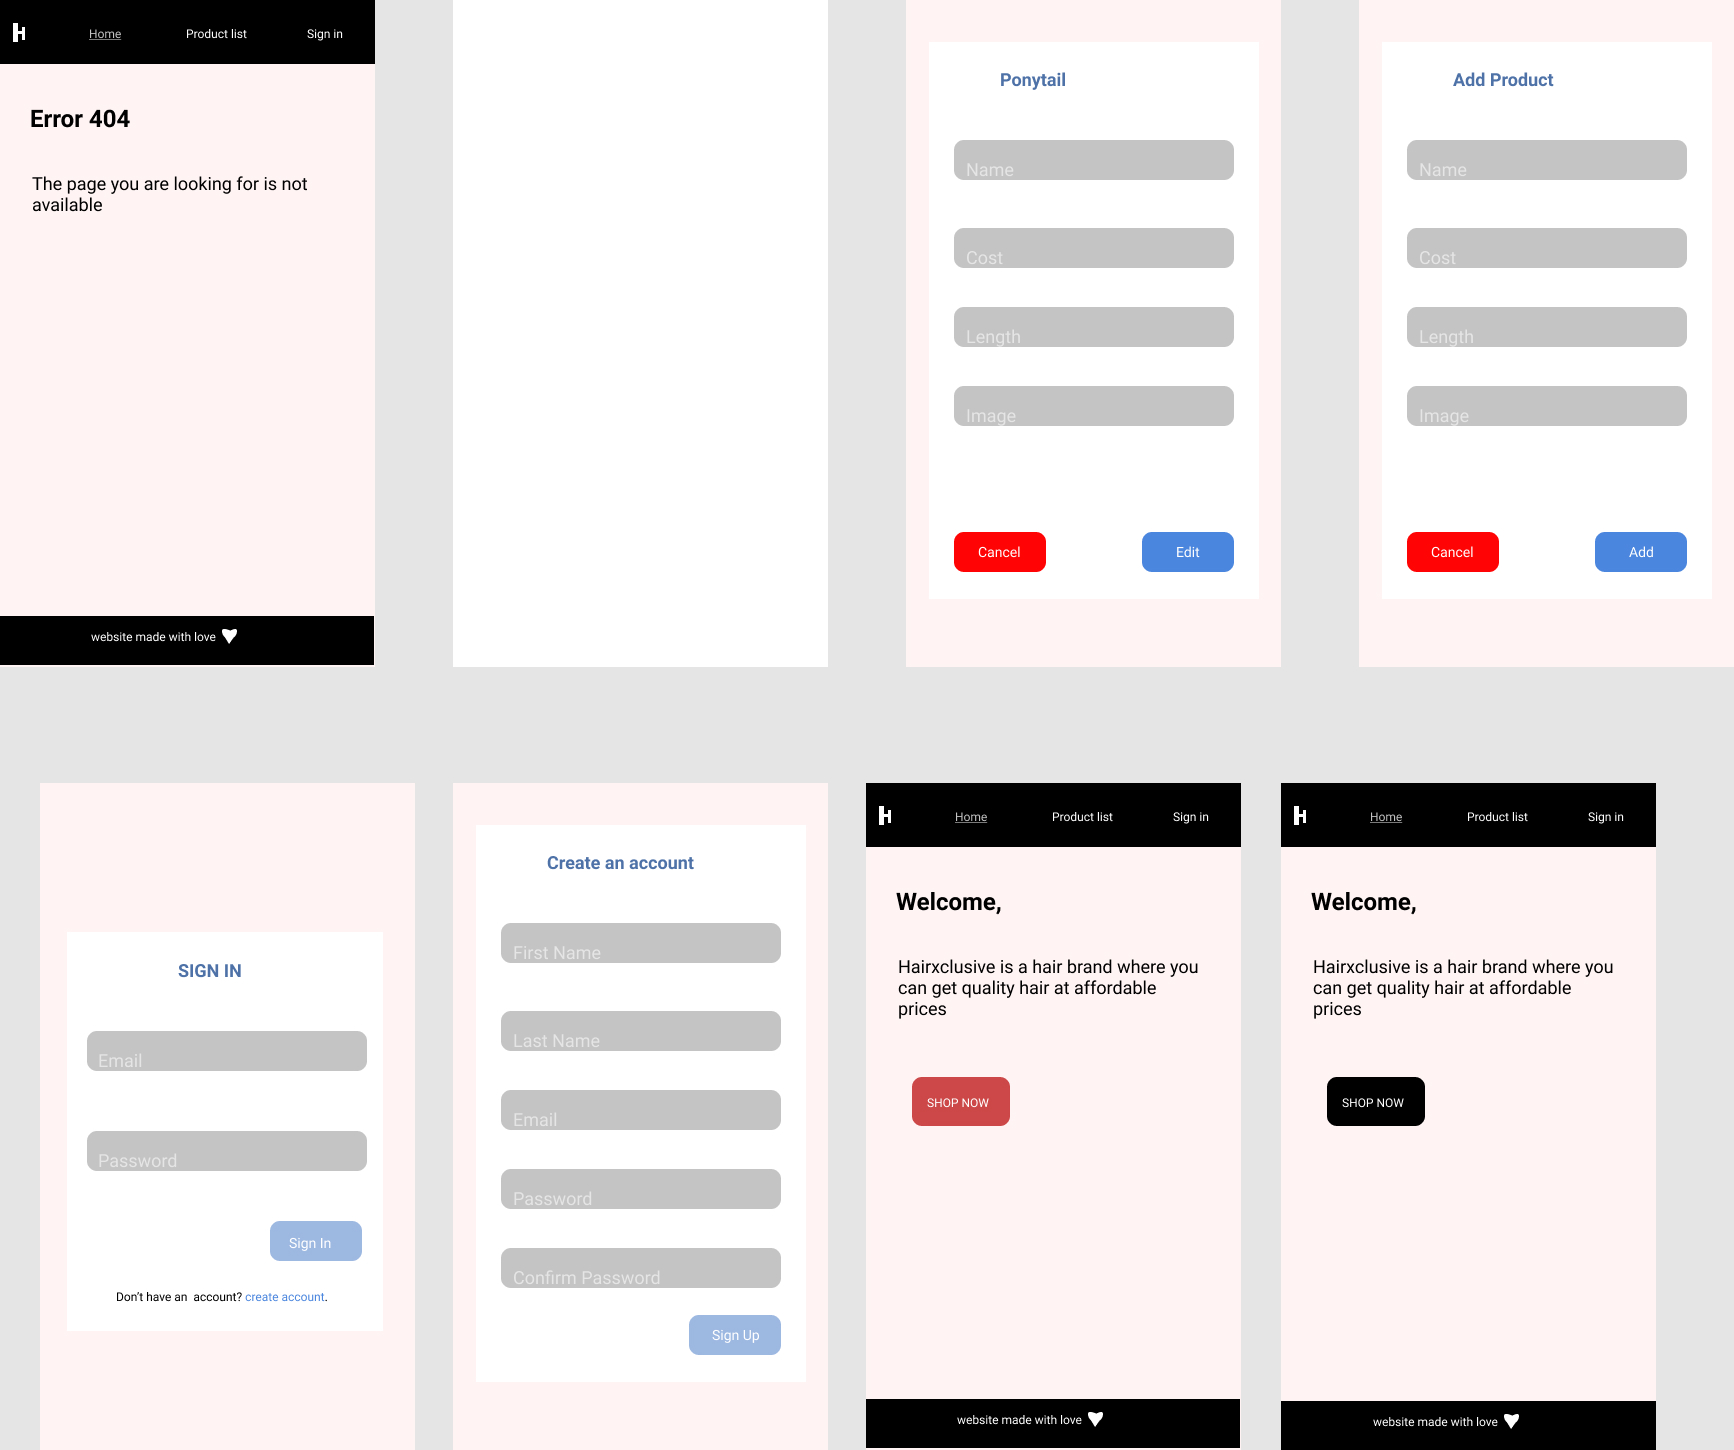 H
Home
Product list
Sign in
Error 404
The page you are looking for is not
available
website made with love
Ponytail
Name
Cost
Length
Image
Cancel
Edit
Add Product
Name
Cost
Length
Image
Cancel
Add
SIGN IN
Email
Password
Sign In
Don't have an  account? create account.
Create an account
First Name
Last Name
Email
Password
Confirm Password
Sign Up
H
Home
Product list
Sign in
Welcome,
Hairxclusive is a hair brand where you
can get quality hair at affordable
prices
SHOP NOW
website made with love
H
Home
Product list
Sign in
Welcome,
Hairxclusive is a hair brand where you
can get quality hair at affordable
prices
SHOP NOW
website made with love